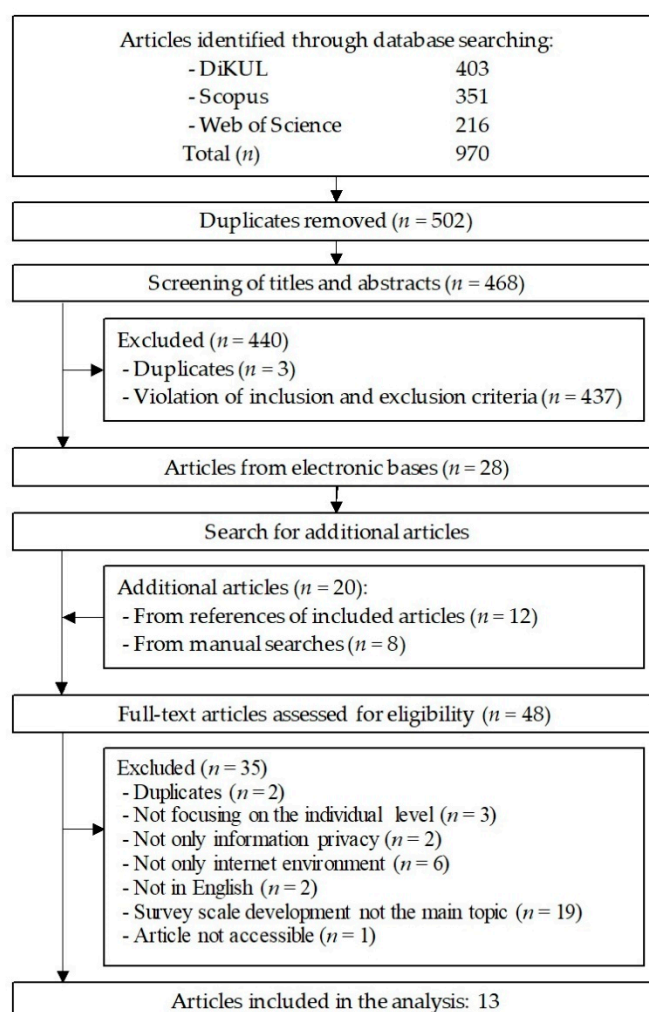 Articles identified through database searching:
- DiKUL 403
- Scopus 351
- Web of Science 216
Total (n) 970
Duplicates removed (n = 502)
Screening of titles and abstracts (n = 468)
Excluded (n = 440)
- Duplicates (n = 3)
- Violation of inclusion and exclusion criteria (n = 437)
Articles from electronic bases (n = 28)
Search for additional articles
Additional articles (n = 20):
- From references of included articles (n = 12)
- From manual searches (n = 8)
Full-text articles assessed for eligibility (n = 48)
Excluded (n = 35)
- Duplicates (n = 2)
- Not focusing on the individual level (n = 3)
- Not only information privacy (n = 2)
- Not only internet environment (n = 6)
- Not in English (n = 2)
- Survey scale development not the main topic (n = 19)
- Article not accessible (n = 1)
Articles included in the analysis: 13